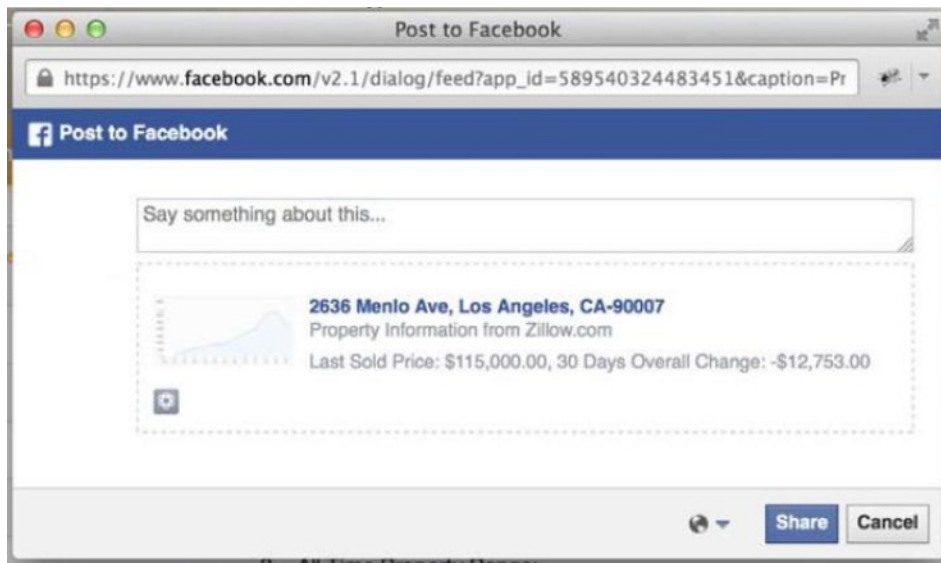 Post to Facebook
https://www.facebook.com/v2.1/dialog/feed?app_id=589540324483451&caption=Pr
Post to Facebook
Say something about this...
2636 Menlo Ave, Los Angeles, CA-90007
Property Information from Zillow.com
Last Sold Price: $115,000.00, 30 Days Overall Change: -$12,753.00
Share Cancel